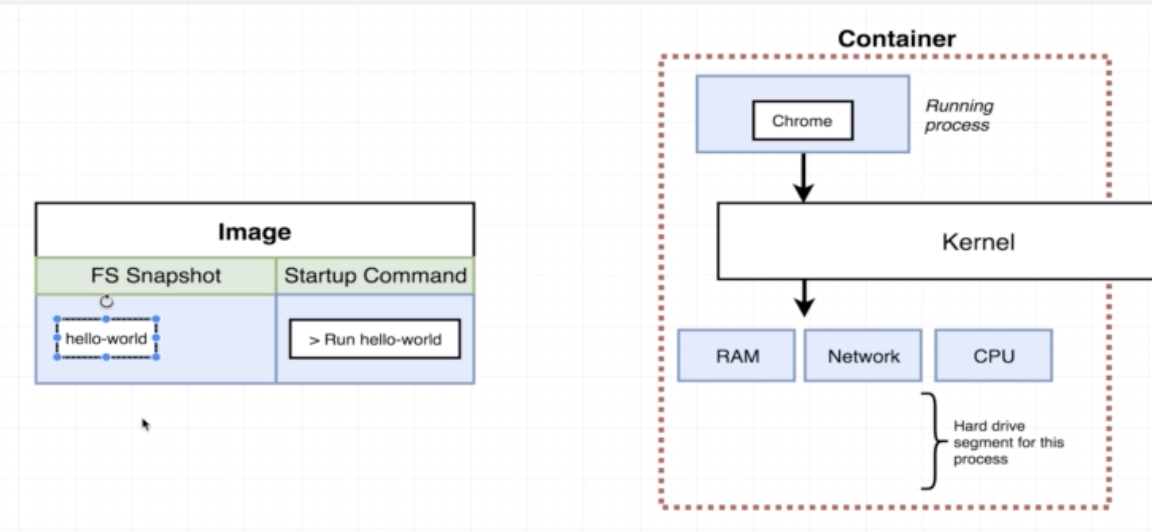 Image
FS Snapshot
Startup Command
hello-world
> Run hello-world
Container
Chrome
Running
process
Kernel
RAM
Network
CPU
Hard drive
segment for this
process